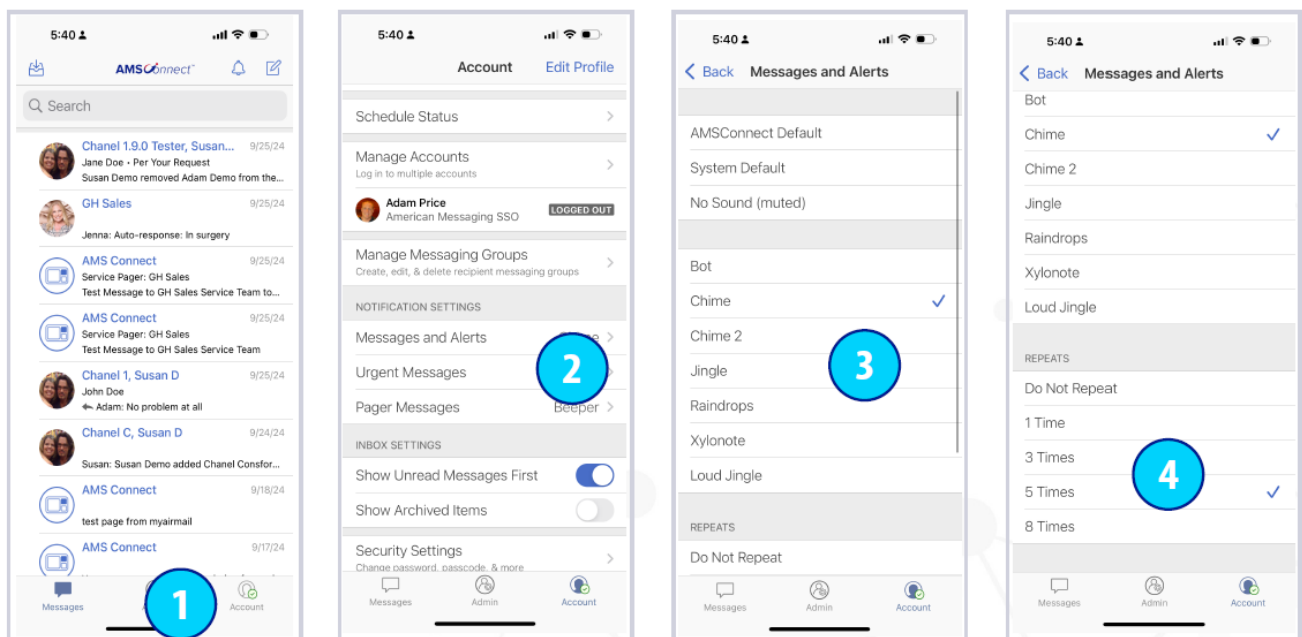 5:40
AMSConnect™
Search
Chanel 1.9.0 Tester, Susan... 9/25/24
Jane Doe • Per Your Request
Susan Demo removed Adam Demo from the...
GH Sales 9/25/24
Jenna: Auto-response: In surgery
AMS Connect 9/25/24
Service Pager: GH Sales
Test Message to GH Sales Service Team to...
AMS Connect 9/25/24
Service Pager: GH Sales
Test Message to GH Sales Service Team
Chanel 1, Susan D 9/25/24
John Doe
Adam: No problem at all
Chanel C, Susan D 9/24/24
Susan: Susan Demo added Chanel Consfor...
AMS Connect 9/18/24
test page from myairmail
AMS Connect 9/17/24
Messages 1 Account
5:40
Account Edit Profile
Schedule Status
Manage Accounts
Log in to multiple accounts
Adam Price
American Messaging SSO LOGGED OUT
Manage Messaging Groups
Create, edit, & delete recipient messaging groups
NOTIFICATION SETTINGS
Messages and Alerts
Urgent Messages 2
Pager Messages Beeper
INBOX SETTINGS
Show Unread Messages First
Show Archived Items
Security Settings
Change password, passcode, & more
Messages Admin Account
5:40
Back Messages and Alerts
AMSConnect Default
System Default
No Sound (muted)
Bot
Chime
Chime 2
3
Jingle
Raindrops
Xylonote
Loud Jingle
REPEATS
Do Not Repeat
Messages Admin Account
5:40
Back Messages and Alerts
Bot
Chime
Chime 2
Jingle
Raindrops
Xylonote
Loud Jingle
REPEATS
Do Not Repeat
1 Time
3 Times
4
5 Times
8 Times
Messages Admin Account